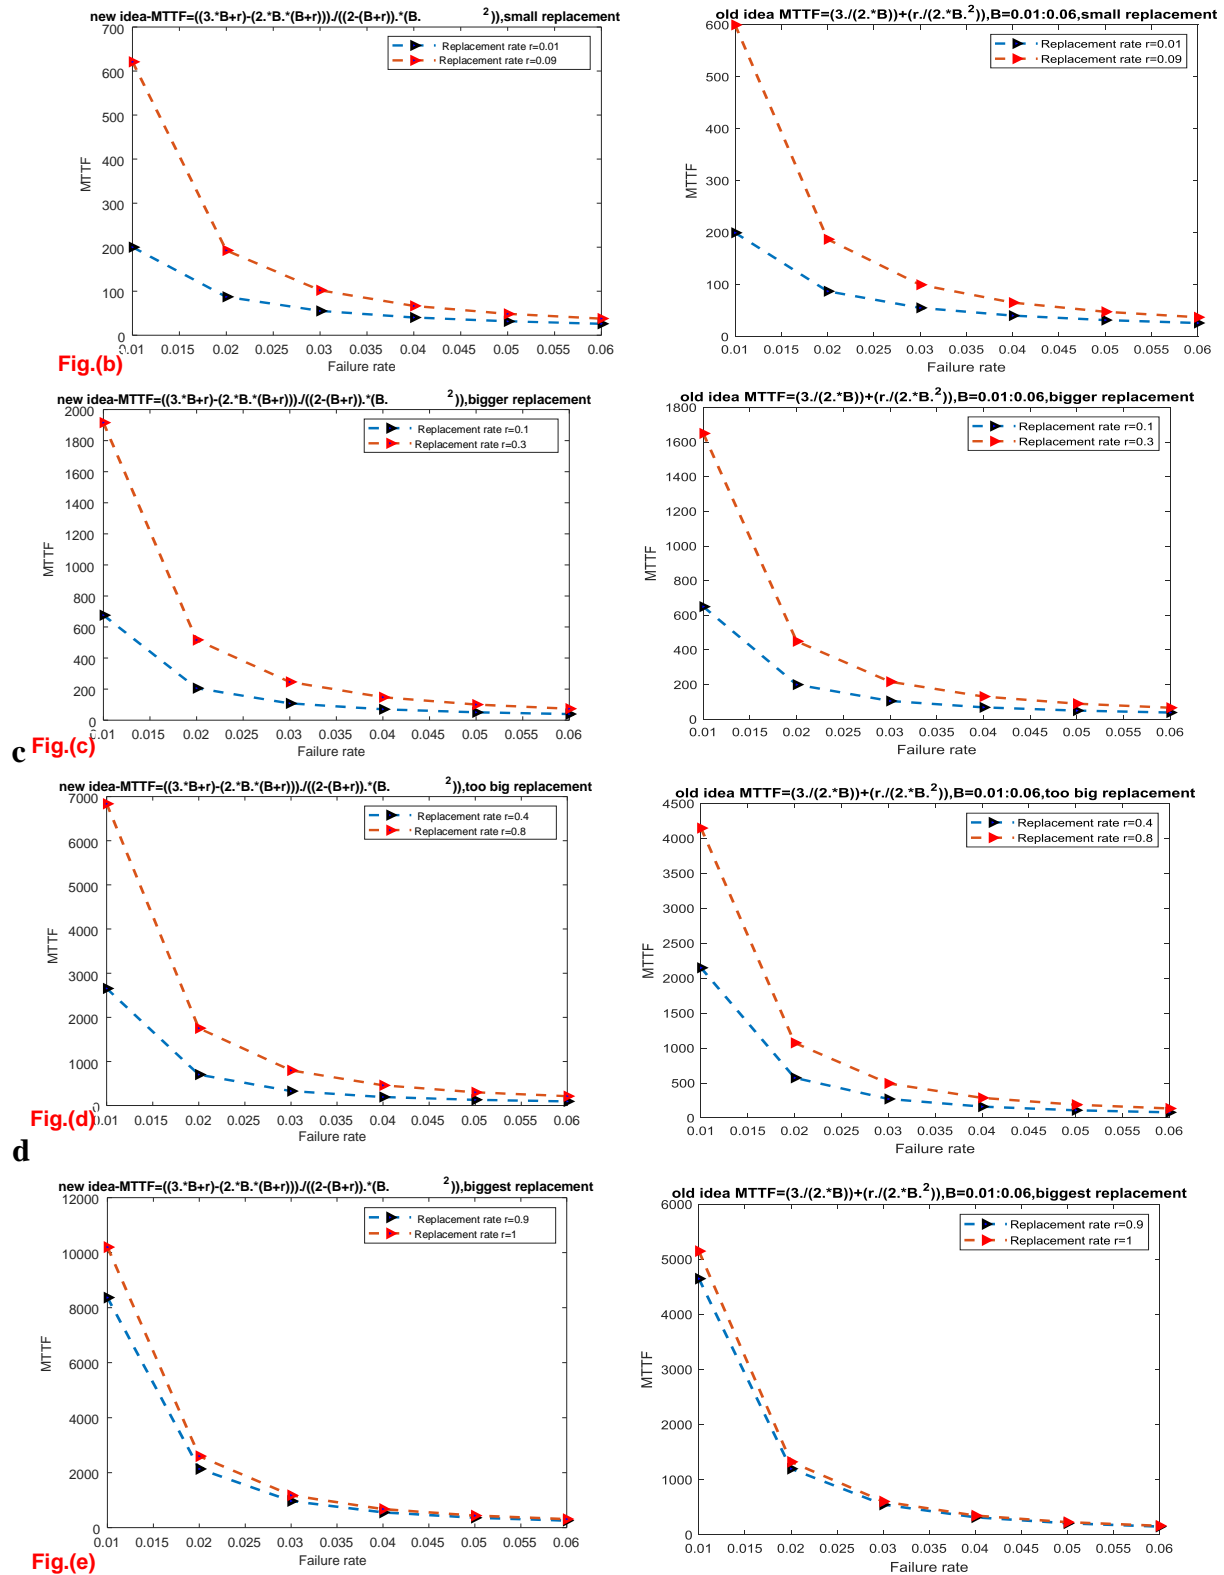 new idea-MTTF=((3.*B+r)-(2.*B.*(B+r)))./((2-(B+r)).*(B. 2)),small replacement
700
600
500
400
300
200
100
0
MTTF
Replacement rate r=0.01
Replacement rate r=0.09
0.01 0.015 0.02 0.025 0.03 0.035 0.04 0.045 0.05 0.055 0.06
Failure rate
Fig.(b)
old idea MTTF=(3./(2.*B))+(r./(2.*B.2)),B=0.01:0.06,small replacement
600
500
400
300
200
100
0
MTTF
Replacement rate r=0.01
Replacement rate r=0.09
0.01 0.015 0.02 0.025 0.03 0.035 0.04 0.045 0.05 0.055 0.06
Failure rate
new idea-MTTF=((3.*B+r)-(2.*B.*(B+r)))./((2-(B+r)).*(B. 2)),bigger replacement
2000
1800
1600
1400
1200
1000
800
600
400
200
0
MTTF
Replacement rate r=0.1
Replacement rate r=0.3
0.01 0.015 0.02 0.025 0.03 0.035 0.04 0.045 0.05 0.055 0.06
Failure rate
c Fig.(c)
old idea MTTF=(3./(2.*B))+(r./(2.*B.2)),B=0.01:0.06,bigger replacement
1800
1600
1400
1200
1000
800
600
400
200
0
MTTF
Replacement rate r=0.1
Replacement rate r=0.3
0.01 0.015 0.02 0.025 0.03 0.035 0.04 0.045 0.05 0.055 0.06
Failure rate
new idea-MTTF=((3.*B+r)-(2.*B.*(B+r)))./((2-(B+r)).*(B. 2)),too big replacement
7000
6000
5000
4000
3000
2000
1000
0
MTTF
Replacement rate r=0.4
Replacement rate r=0.8
0.01 0.015 0.02 0.025 0.03 0.035 0.04 0.045 0.05 0.055 0.06
Failure rate
Fig.(d)
d
old idea MTTF=(3./(2.*B))+(r./(2.*B.2)),B=0.01:0.06,too big replacement
4500
4000
3500
3000
2500
2000
1500
1000
500
0
MTTF
Replacement rate r=0.4
Replacement rate r=0.8
0.01 0.015 0.02 0.025 0.03 0.035 0.04 0.045 0.05 0.055 0.06
Failure rate
new idea-MTTF=((3.*B+r)-(2.*B.*(B+r)))./((2-(B+r)).*(B. 2)),biggest replacement
12000
10000
8000
6000
4000
2000
0
MTTF
Replacement rate r=0.9
Replacement rate r=1
0.01 0.015 0.02 0.025 0.03 0.035 0.04 0.045 0.05 0.055 0.06
Failure rate
Fig.(e)
old idea MTTF=(3./(2.*B))+(r./(2.*B.2)),B=0.01:0.06,biggest replacement
6000
5000
4000
3000
2000
1000
0
MTTF
Replacement rate r=0.9
Replacement rate r=1
0.01 0.015 0.02 0.025 0.03 0.035 0.04 0.045 0.05 0.055 0.06
Failure rate